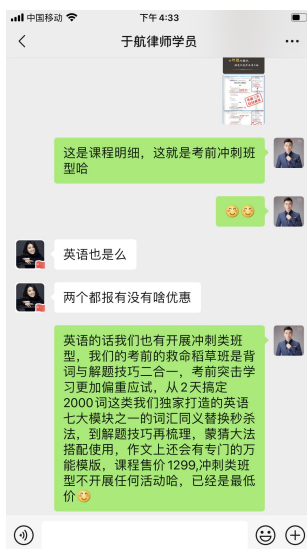 中国移动
下午4:33
于航律师学员
这是课程明细，这就是考前冲刺班
型哈
英语也是么
两个都报有没有啥优惠
英语的话我们也有开展冲刺类班
型，我们的考前的救命稻草班是背
词与解题技巧二合一，考前突击学
习更加偏重应试，从2天搞定
2000词这类我们独家打造的英语
七大模块之一的词汇同义替换秒杀
法，到解题技巧再梳理，蒙猜大法
搭配使用，作文上还会有专门的万
能模版，课程售价1299,冲刺类班
型不开展任何活动哈，已经是最低
价